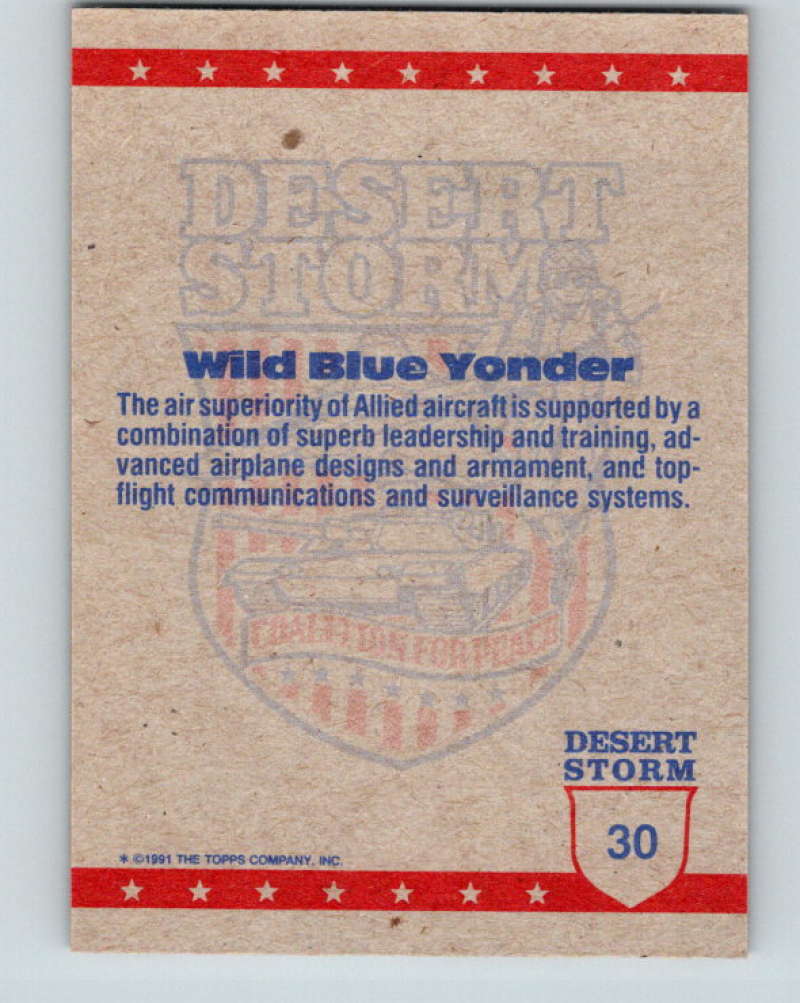 DESERT
STORM
Wild Blue Yonder
The air superiority of Allied aircraft is supported by a
combination of superb leadership and training, ad-
vanced airplane designs and armament, and top-
flight communications and surveillance systems.
COALITION FOR PEACE
DESERT
STORM
30
* ©1991 THE TOPPS COMPANY, INC.